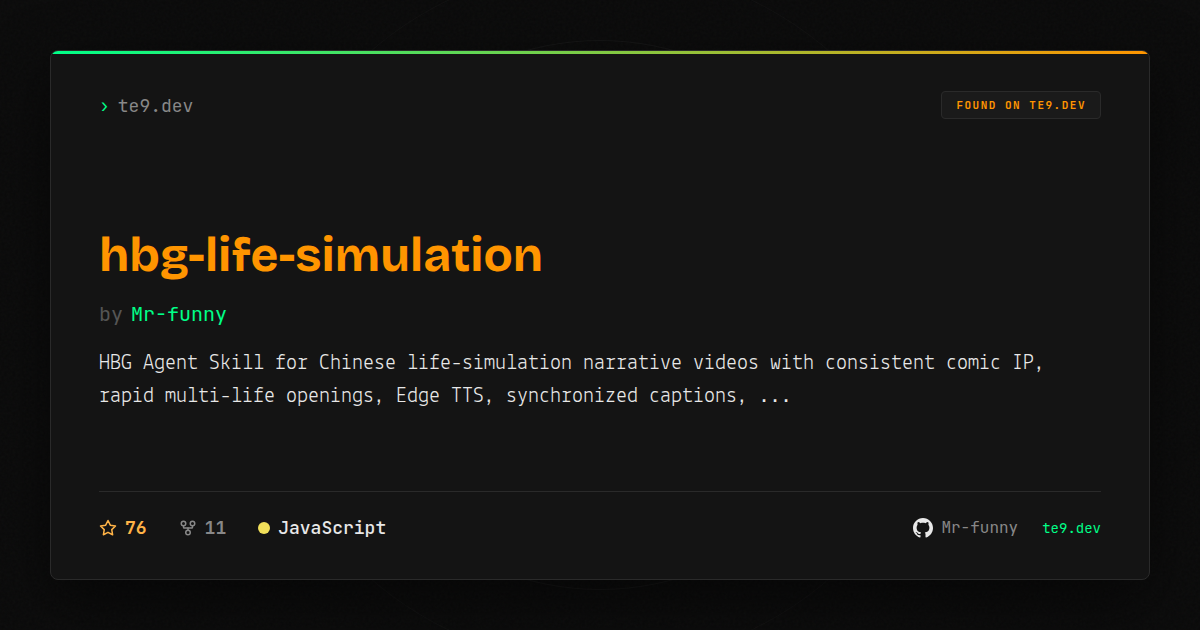 › te9.dev
FOUND ON TE9.DEV
hbg-life-simulation
by Mr-funny
HBG Agent Skill for Chinese life-simulation narrative videos with consistent comic IP,
rapid multi-life openings, Edge TTS, synchronized captions, ...
76 11 JavaScript
Mr-funny te9.dev